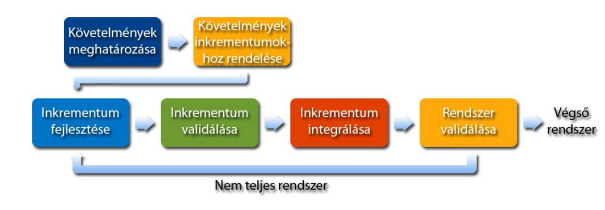 Követelmények
meghatározása
Követelmények
inkrementumok-
hoz rendelése
Inkrementum
fejlesztése
Inkrementum
validálása
Inkrementum
integrálása
Rendszer
validálása
Végső
rendszer
Nem teljes rendszer